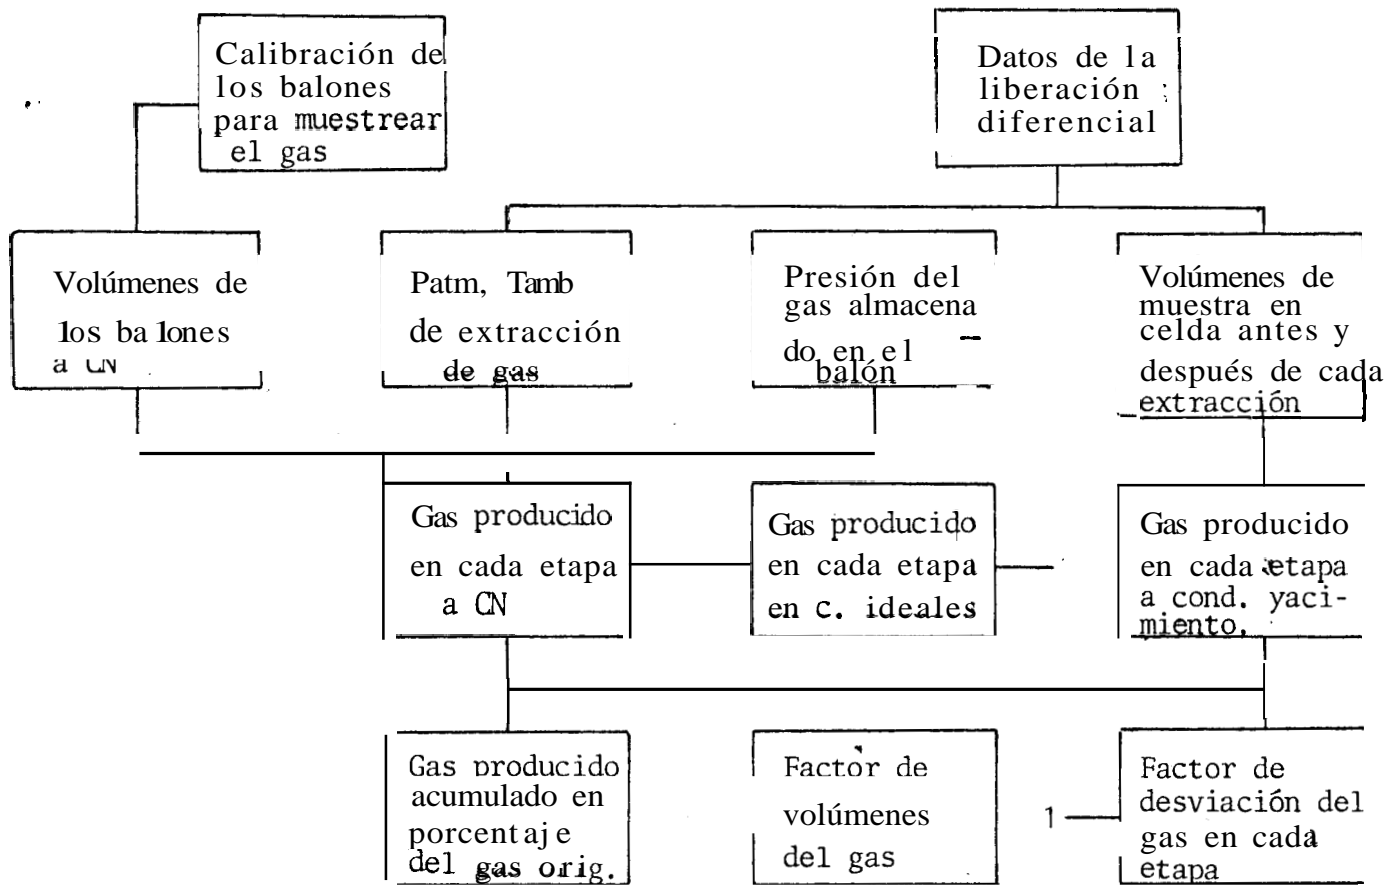 Calibración de
los balones
para muestrear
el gas
Datos de la
liberación
diferencial
Volúmenes de
los balones
a CN
Patm, Tamb
de extracción
de gas
Presión del
gas almacena
do en el
balón
Volúmenes de
muestra en
celda antes y
después de cada
extracción
Gas producido
en cada etapa
a CN
Gas producido
en cada etapa
en c. ideales
Gas producido
en cada etapa
a cond. yaci-
miento.
Gas producido
acumulado en
porcentaje
del gas orig.
Factor de
volúmenes
del gas
1
Factor de
desviación del
gas en cada
etapa